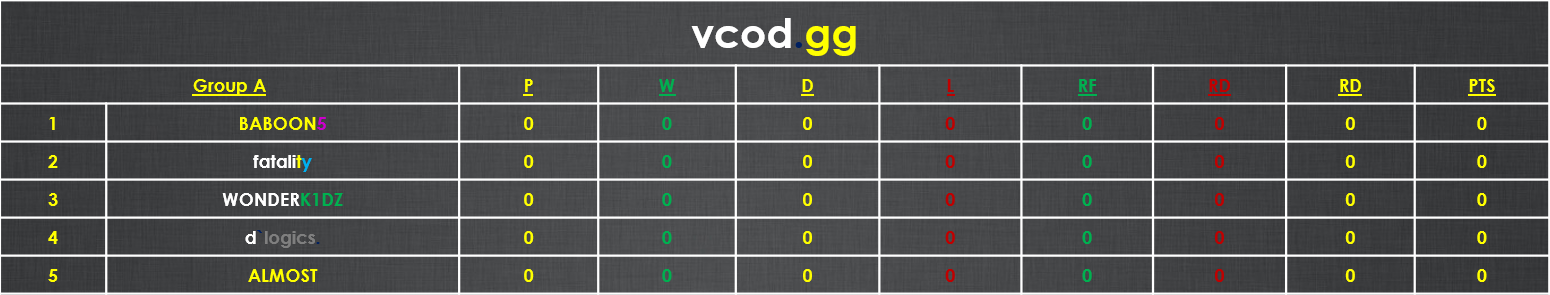 vcod.gg
Group A P W D L RF RD RD PTS
1 BABOON5 0 0 0 0 0 0 0 0
2 fatality 0 0 0 0 0 0 0 0
3 WONDERK1DZ 0 0 0 0 0 0 0 0
4 d`logics. 0 0 0 0 0 0 0 0
5 ALMOST 0 0 0 0 0 0 0 0